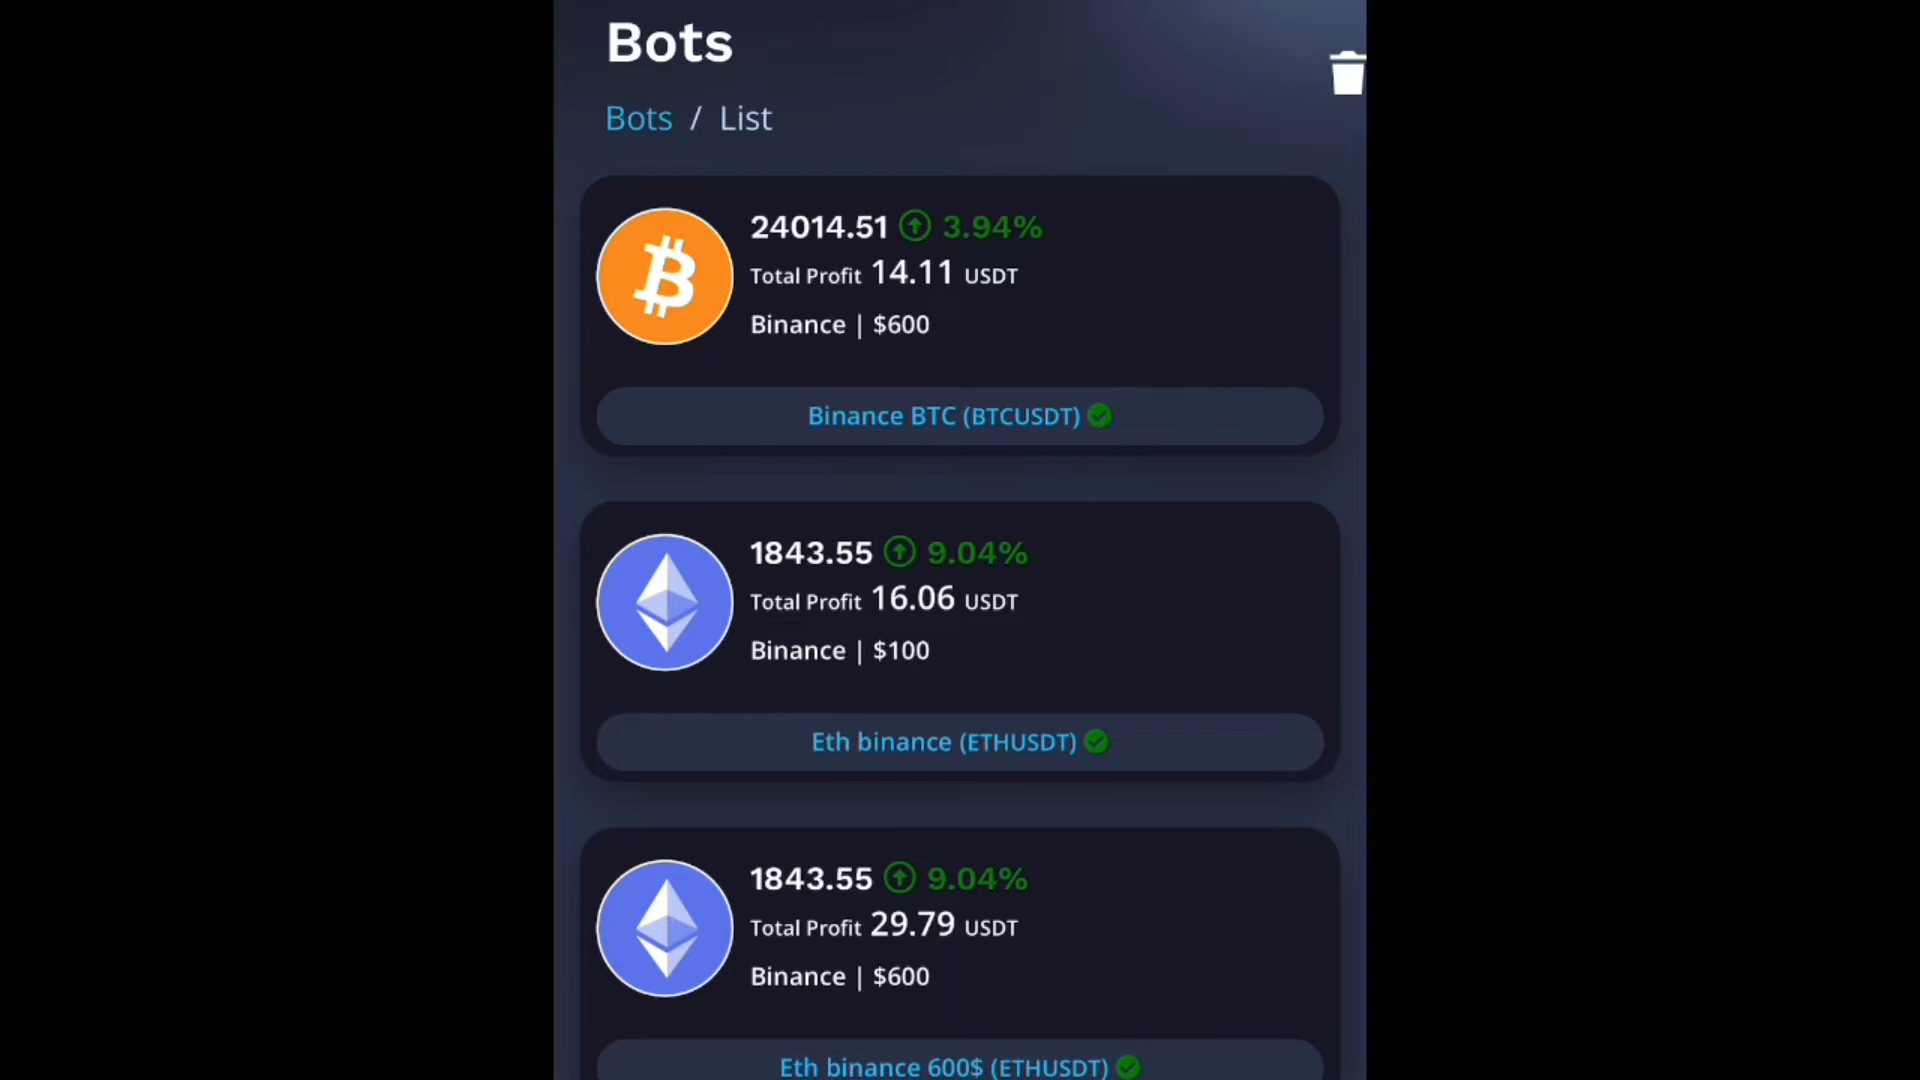 Bots
Bots / List
24014.51 3.94%
Total Profit 14.11 USDT
Binance | $600
Binance BTC (BTCUSDT)
1843.55 9.04%
Total Profit 16.06 USDT
Binance | $100
Eth binance (ETHUSDT)
1843.55 9.04%
Total Profit 29.79 USDT
Binance | $600
Eth binance 600$ (ETHUSDT)